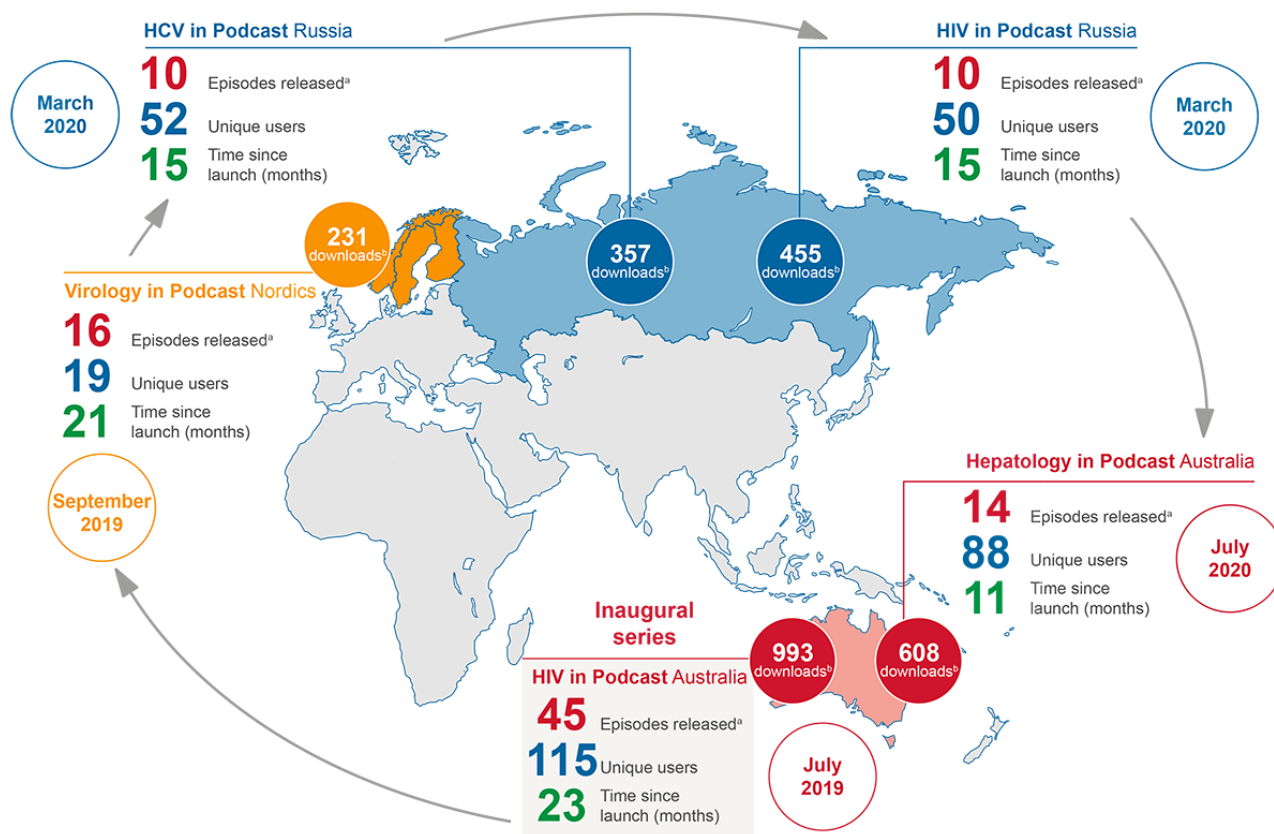 HCV in Podcast Russia
10 Episodes releasedᵃ
52 Unique users
15 Time since
launch (months)
March
2020
HIV in Podcast Russia
10 Episodes releasedᵃ
50 Unique users
15 Time since
launch (months)
March
2020
231
downloadsᵇ
357
downloadsᵇ
455
downloadsᵇ
Virology in Podcast Nordics
16 Episodes releasedᵃ
19 Unique users
21 Time since
launch (months)
September
2019
Hepatology in Podcast Australia
14 Episodes releasedᵃ
88 Unique users
11 Time since
launch (months)
July
2020
Inaugural
series
993
downloadsᵇ
608
downloadsᵇ
HIV in Podcast Australia
45 Episodes releasedᵃ
115 Unique users
23 Time since
launch (months)
July
2019